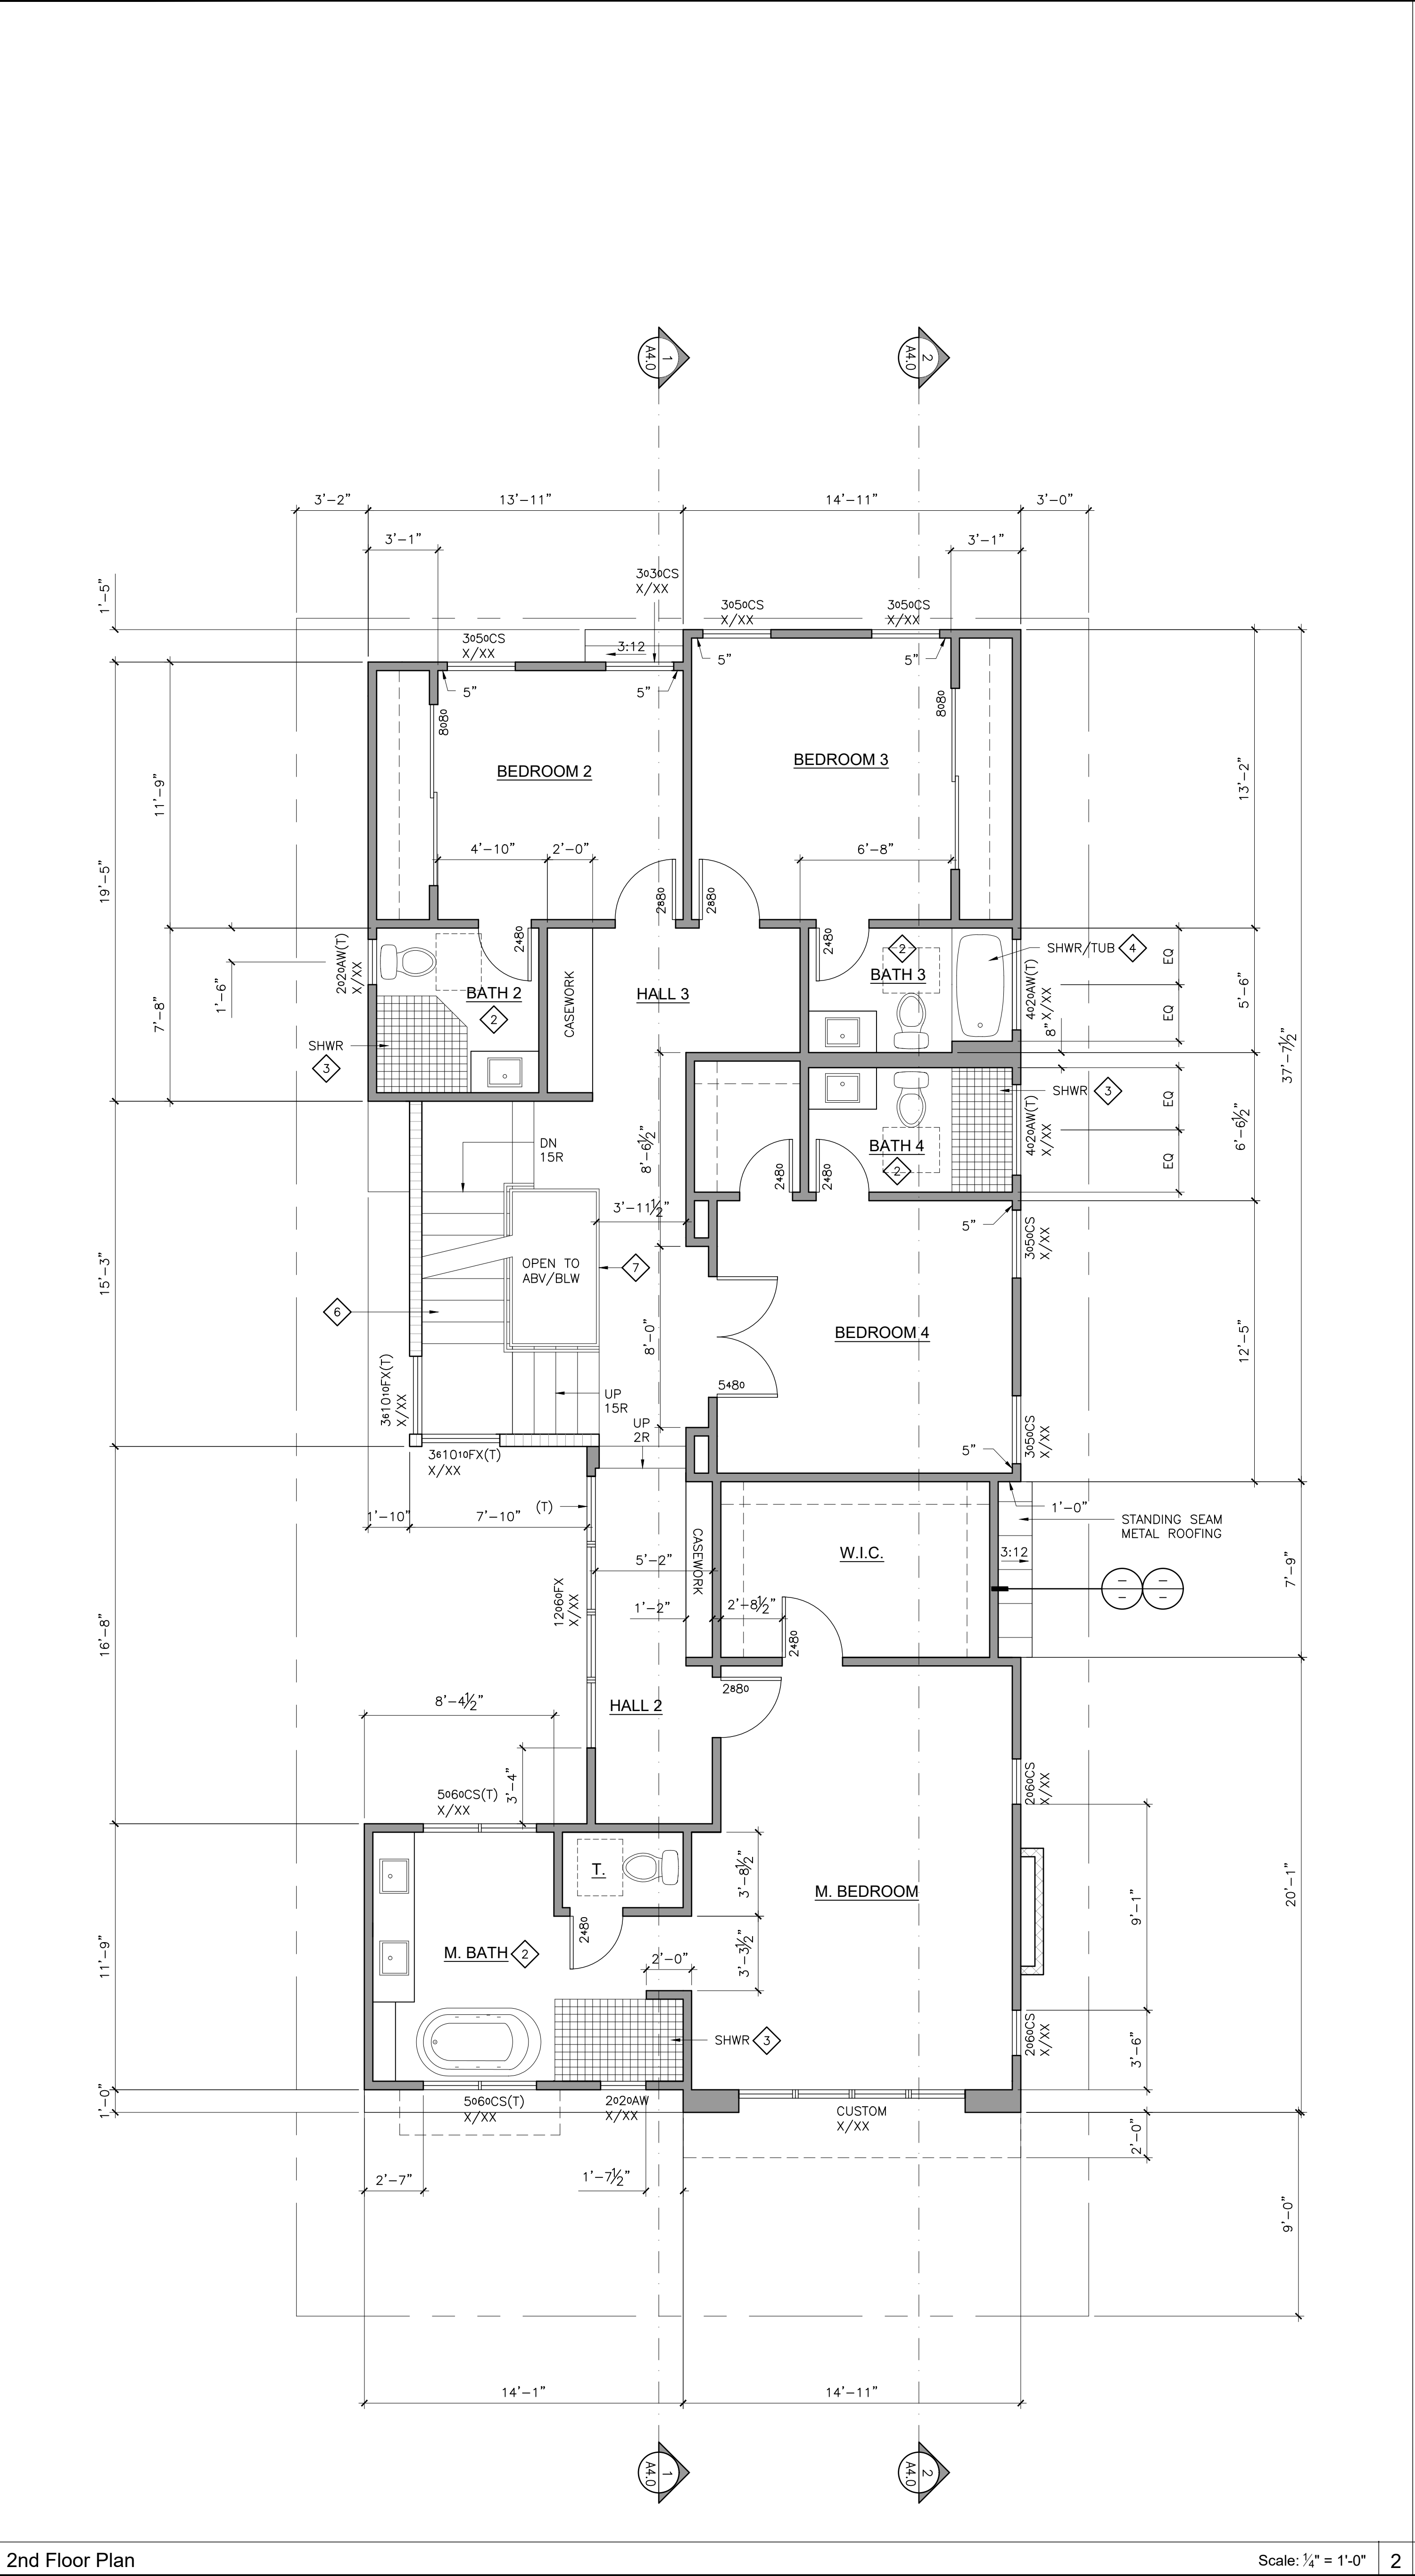 1
A4.0
2
A4.0
3'-2"
13'-11"
14'-11"
3'-0"
3'-1"
3'-1"
1'-5"
3030CS
X/XX
3050CS
X/XX
3050CS
X/XX
3050CS
X/XX
3:12
5"
5"
5"
5"
8080
8080
BEDROOM 2
BEDROOM 3
11'-9"
19'-5"
13'-2"
4'-10"
2'-0"
6'-8"
2880
2880
2480
2480
2020AW(T)
X/XX
1'-6"
7'-8"
BATH 2
2
CASEWORK
HALL 3
2
BATH 3
SHWR/TUB
4
4020AW(T)
X/XX
8"
EQ
EQ
5'-6"
37'-7½"
SHWR
3
SHWR
3
4020AW(T)
X/XX
EQ
EQ
6'-6½"
BATH 4
2
2480
2480
DN
15R
8'-6½"
3'-11½"
5"
3050CS
X/XX
OPEN TO
ABV/BLW
7
6
15'-3"
8'-0"
BEDROOM 4
12'-5"
5480
361010FX(T)
X/XX
UP
15R
UP
2R
361010FX(T)
X/XX
3050CS
X/XX
5"
1'-10"
7'-10"
(T)
1'-0"
STANDING SEAM
METAL ROOFING
CASEWORK
W.I.C.
3:12
5'-2"
7'-9"
12060FX
X/XX
1'-2"
2'-8½"
2480
16'-8"
2880
HALL 2
8'-4½"
3'-4"
5060CS(T)
X/XX
2060CS
X/XX
T.
3'-8½"
M. BEDROOM
9'-1"
20'-1"
2480
M. BATH
2
2'-0"
3'-3½"
11'-9"
SHWR
3
2060CS
X/XX
3'-6"
1'-0"
5060CS(T)
X/XX
2020AW
X/XX
CUSTOM
X/XX
2'-0"
2'-7"
1'-7½"
9'-0"
14'-1"
14'-11"
1
A4.0
2
A4.0
2nd Floor Plan
Scale: ¼" = 1'-0"
2